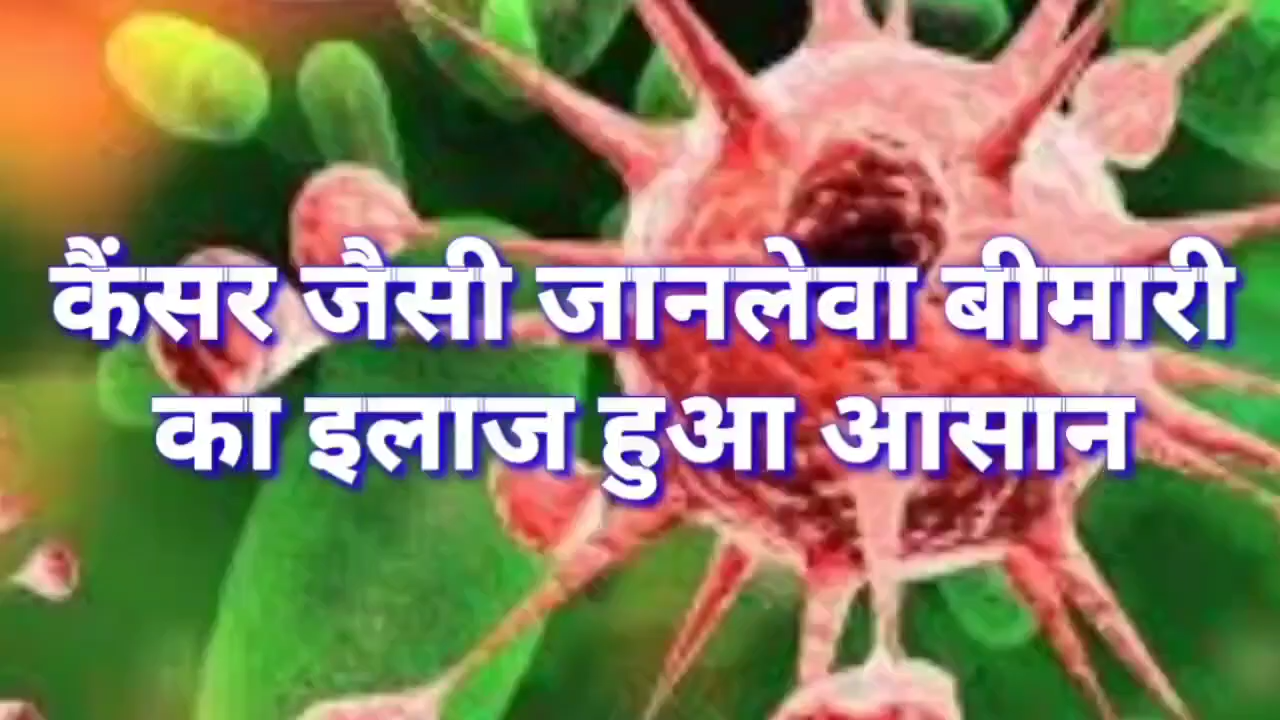 कैंसर जैसी जानलेवा बीमारी
का इलाज हुआ आसान